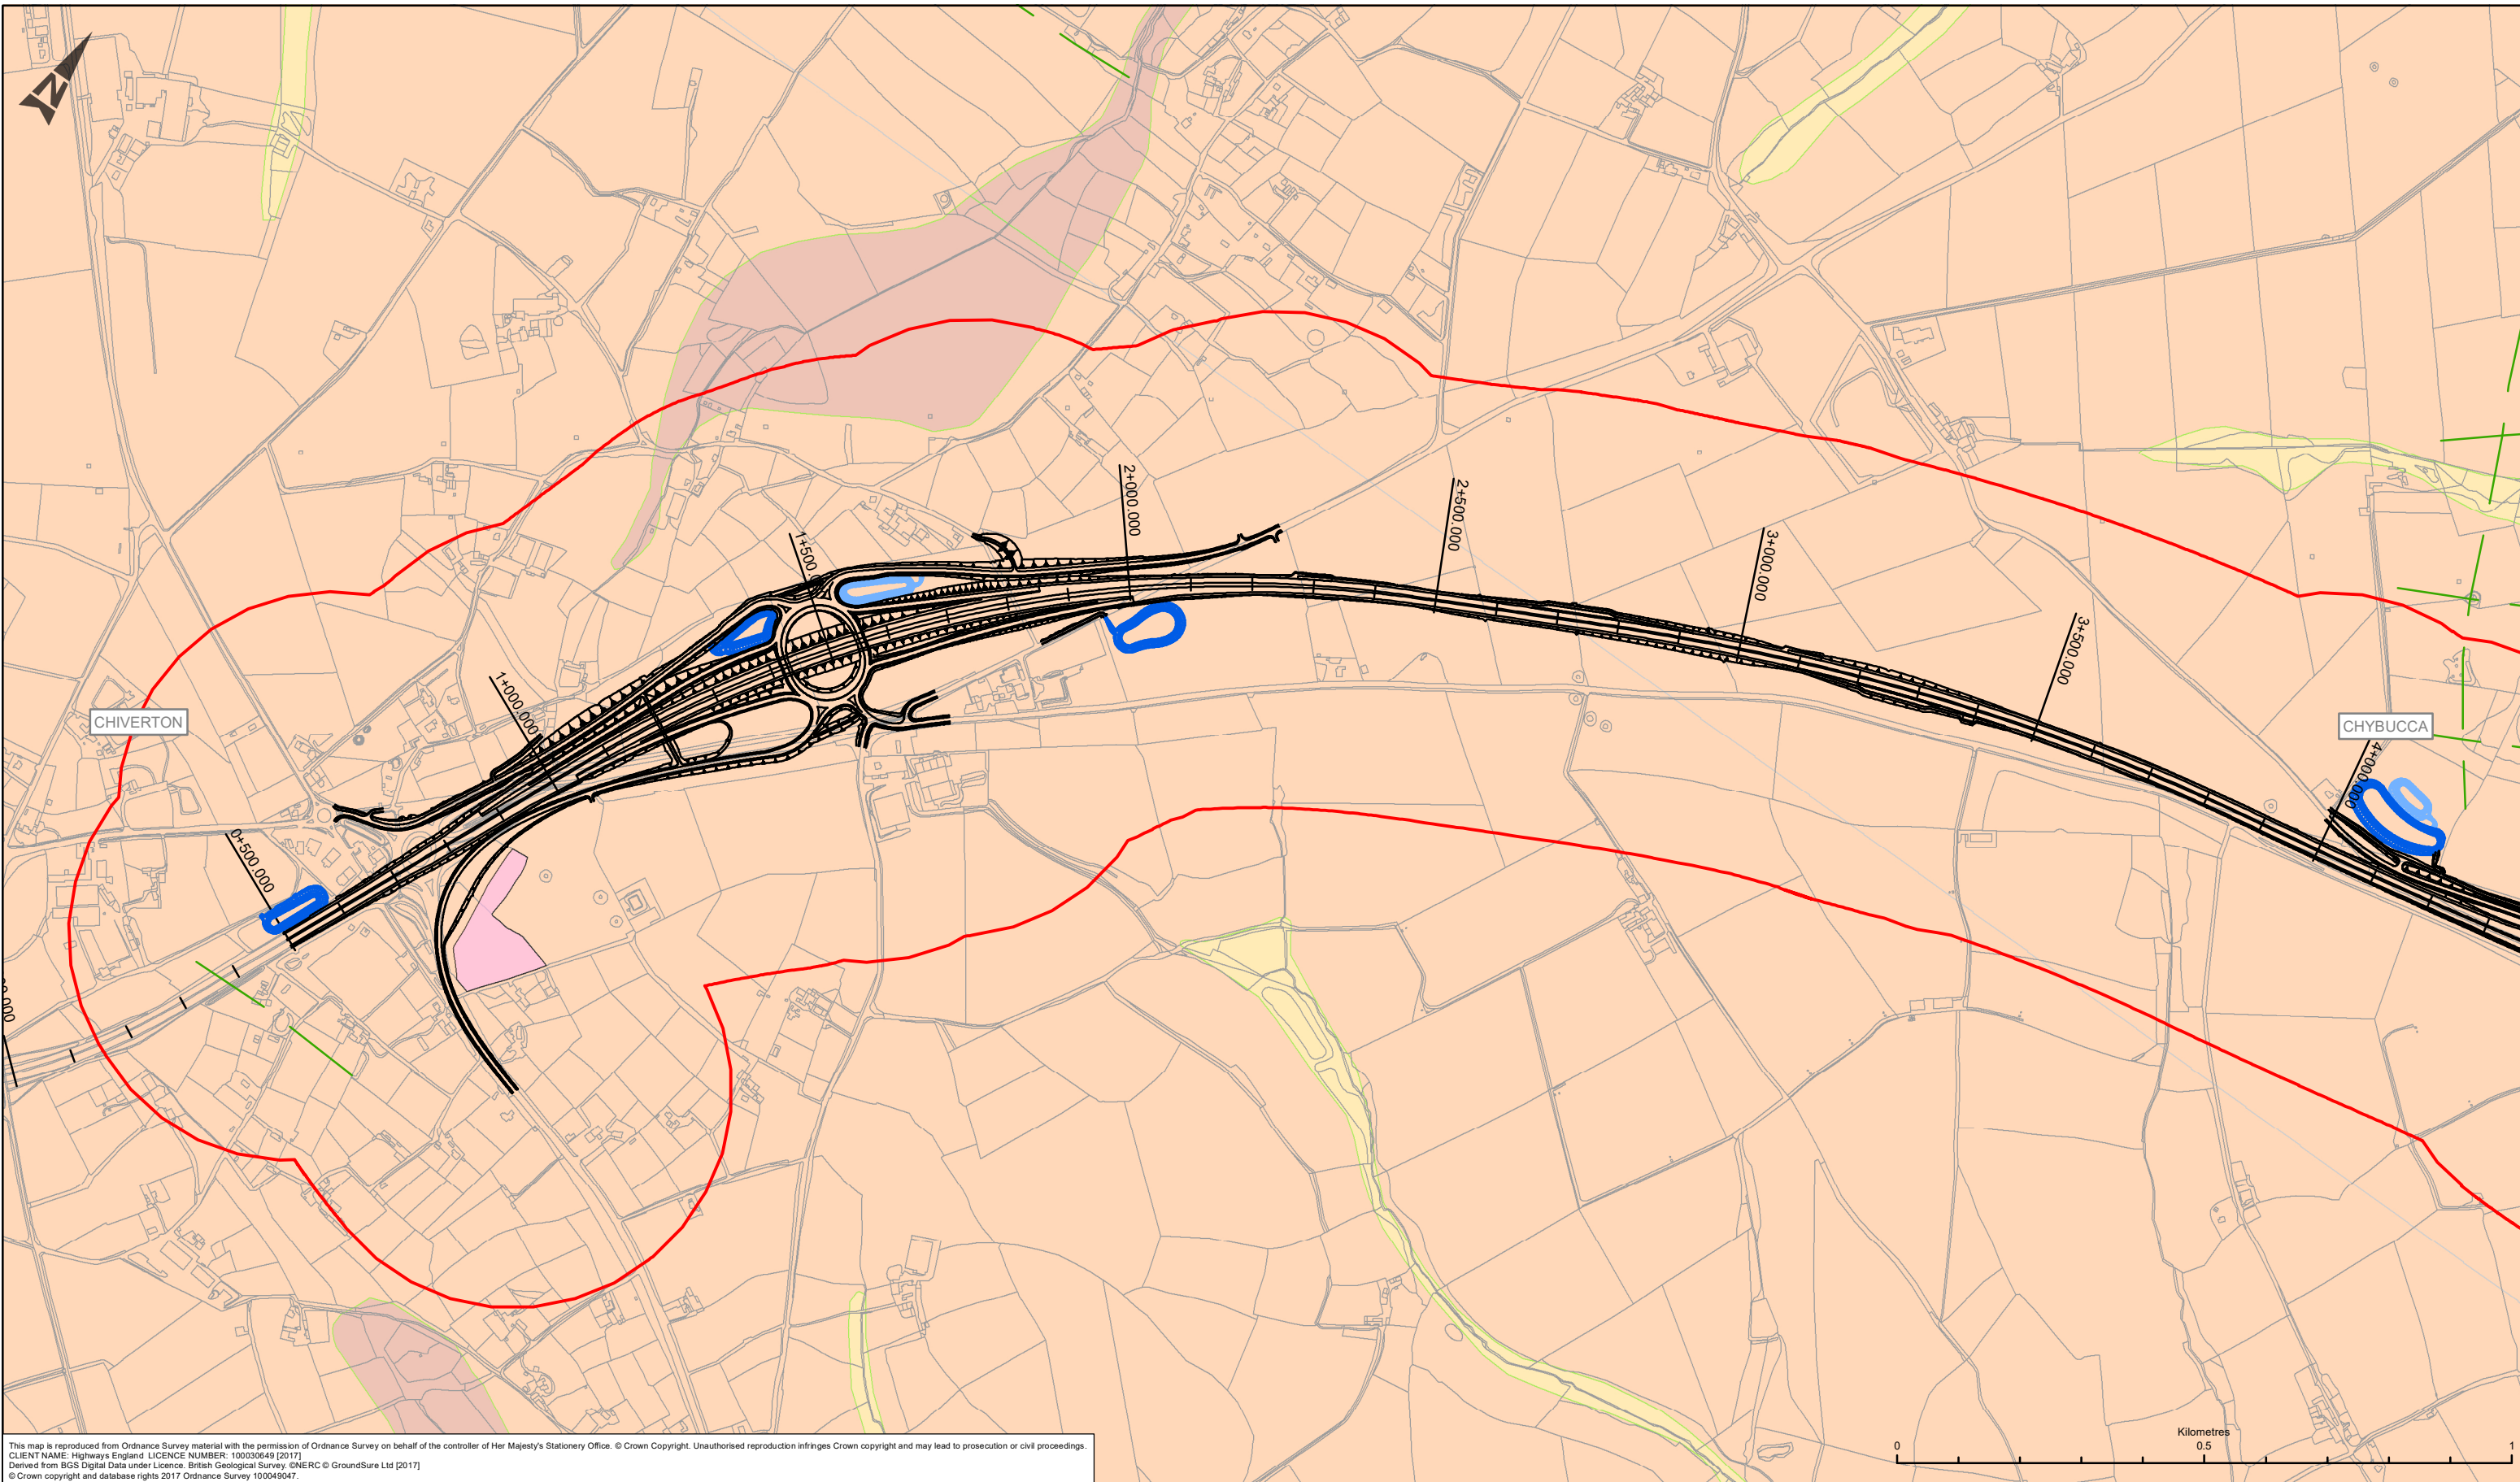 N
2+000.000
2+500.000
1+500.0
3+000.000
3+500.000
1+000.000
CHIVERTON
CHYBUCCA
4+000.000
0+500.000
Kilometres
0 0.5 1
This map is reproduced from Ordnance Survey material with the permission of Ordnance Survey on behalf of the controller of Her Majesty's Stationery Office. © Crown Copyright. Unauthorised reproduction infringes Crown copyright and may lead to prosecution or civil proceedings.
CLIENT NAME: Highways England LICENCE NUMBER: 100030649 [2017]
Derived from BGS Digital Data under Licence. British Geological Survey. ©NERC © GroundSure Ltd [2017]
© Crown copyright and database rights 2017 Ordnance Survey 100049047.